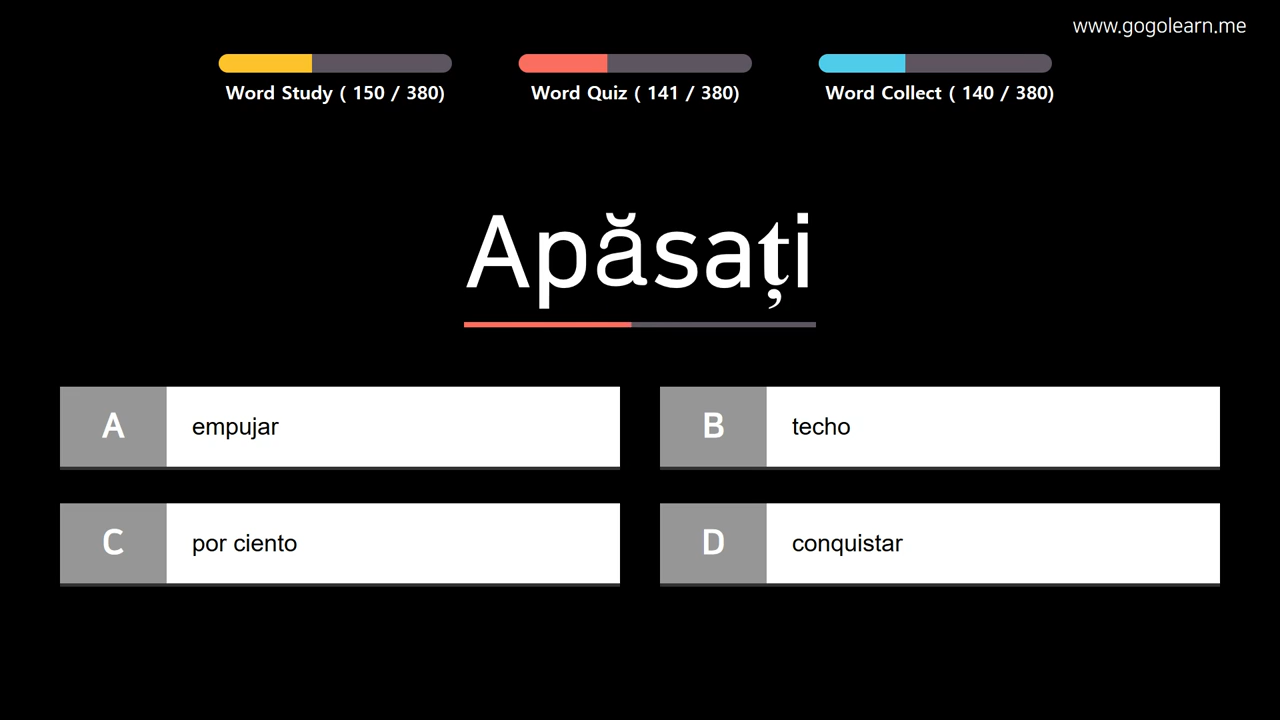 www.gogolearn.me
Word Study ( 150 / 380)
Word Quiz ( 141 / 380)
Word Collect ( 140 / 380)
Apăsați
A empujar
B techo
C por ciento
D conquistar